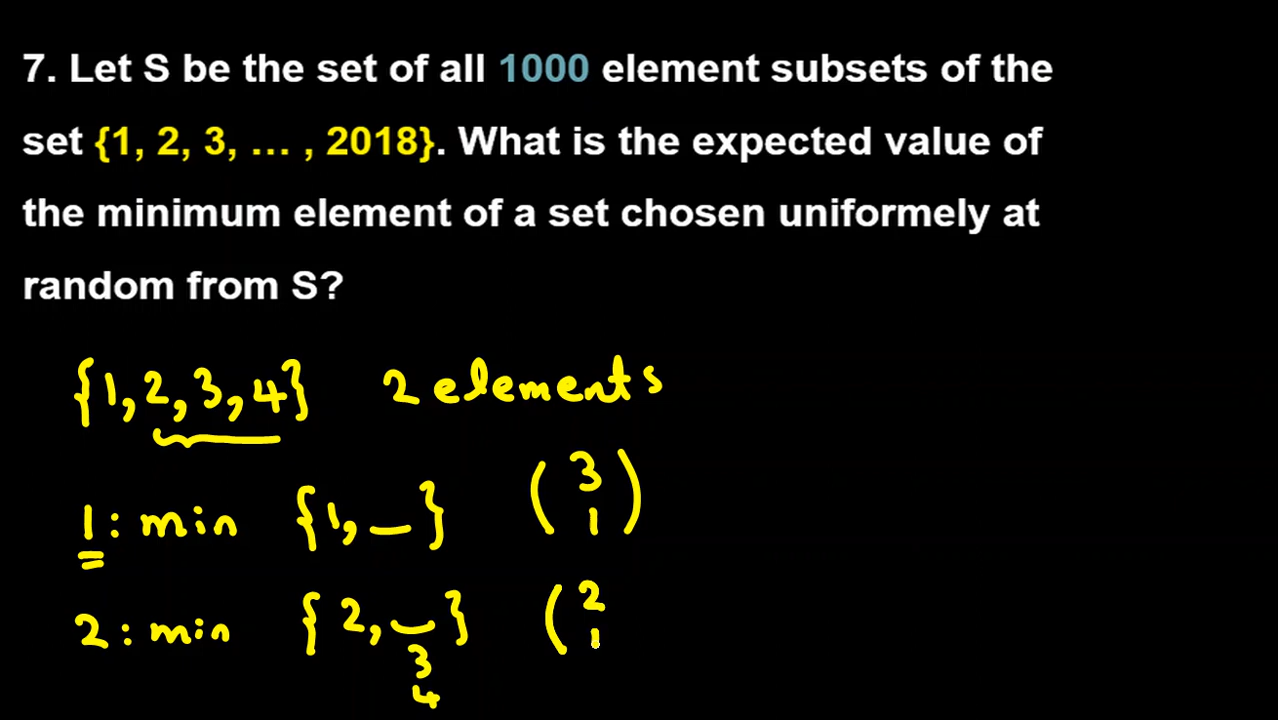 7. Let S be the set of all 1000 element subsets of the
set {1, 2, 3, … , 2018}. What is the expected value of
the minimum element of a set chosen uniformely at
random from S?
{1, 2, 3, 4} 2 elements
1: min {1, _} (3
1)
2: min {2, _} (2
1
3
4